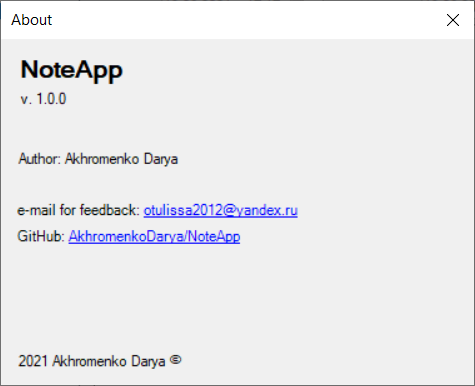 About
NoteApp
v. 1.0.0
Author: Akhromenko Darya
e-mail for feedback: otulissa2012@yandex.ru
GitHub: AkhromenkoDarya/NoteApp
2021 Akhromenko Darya ©